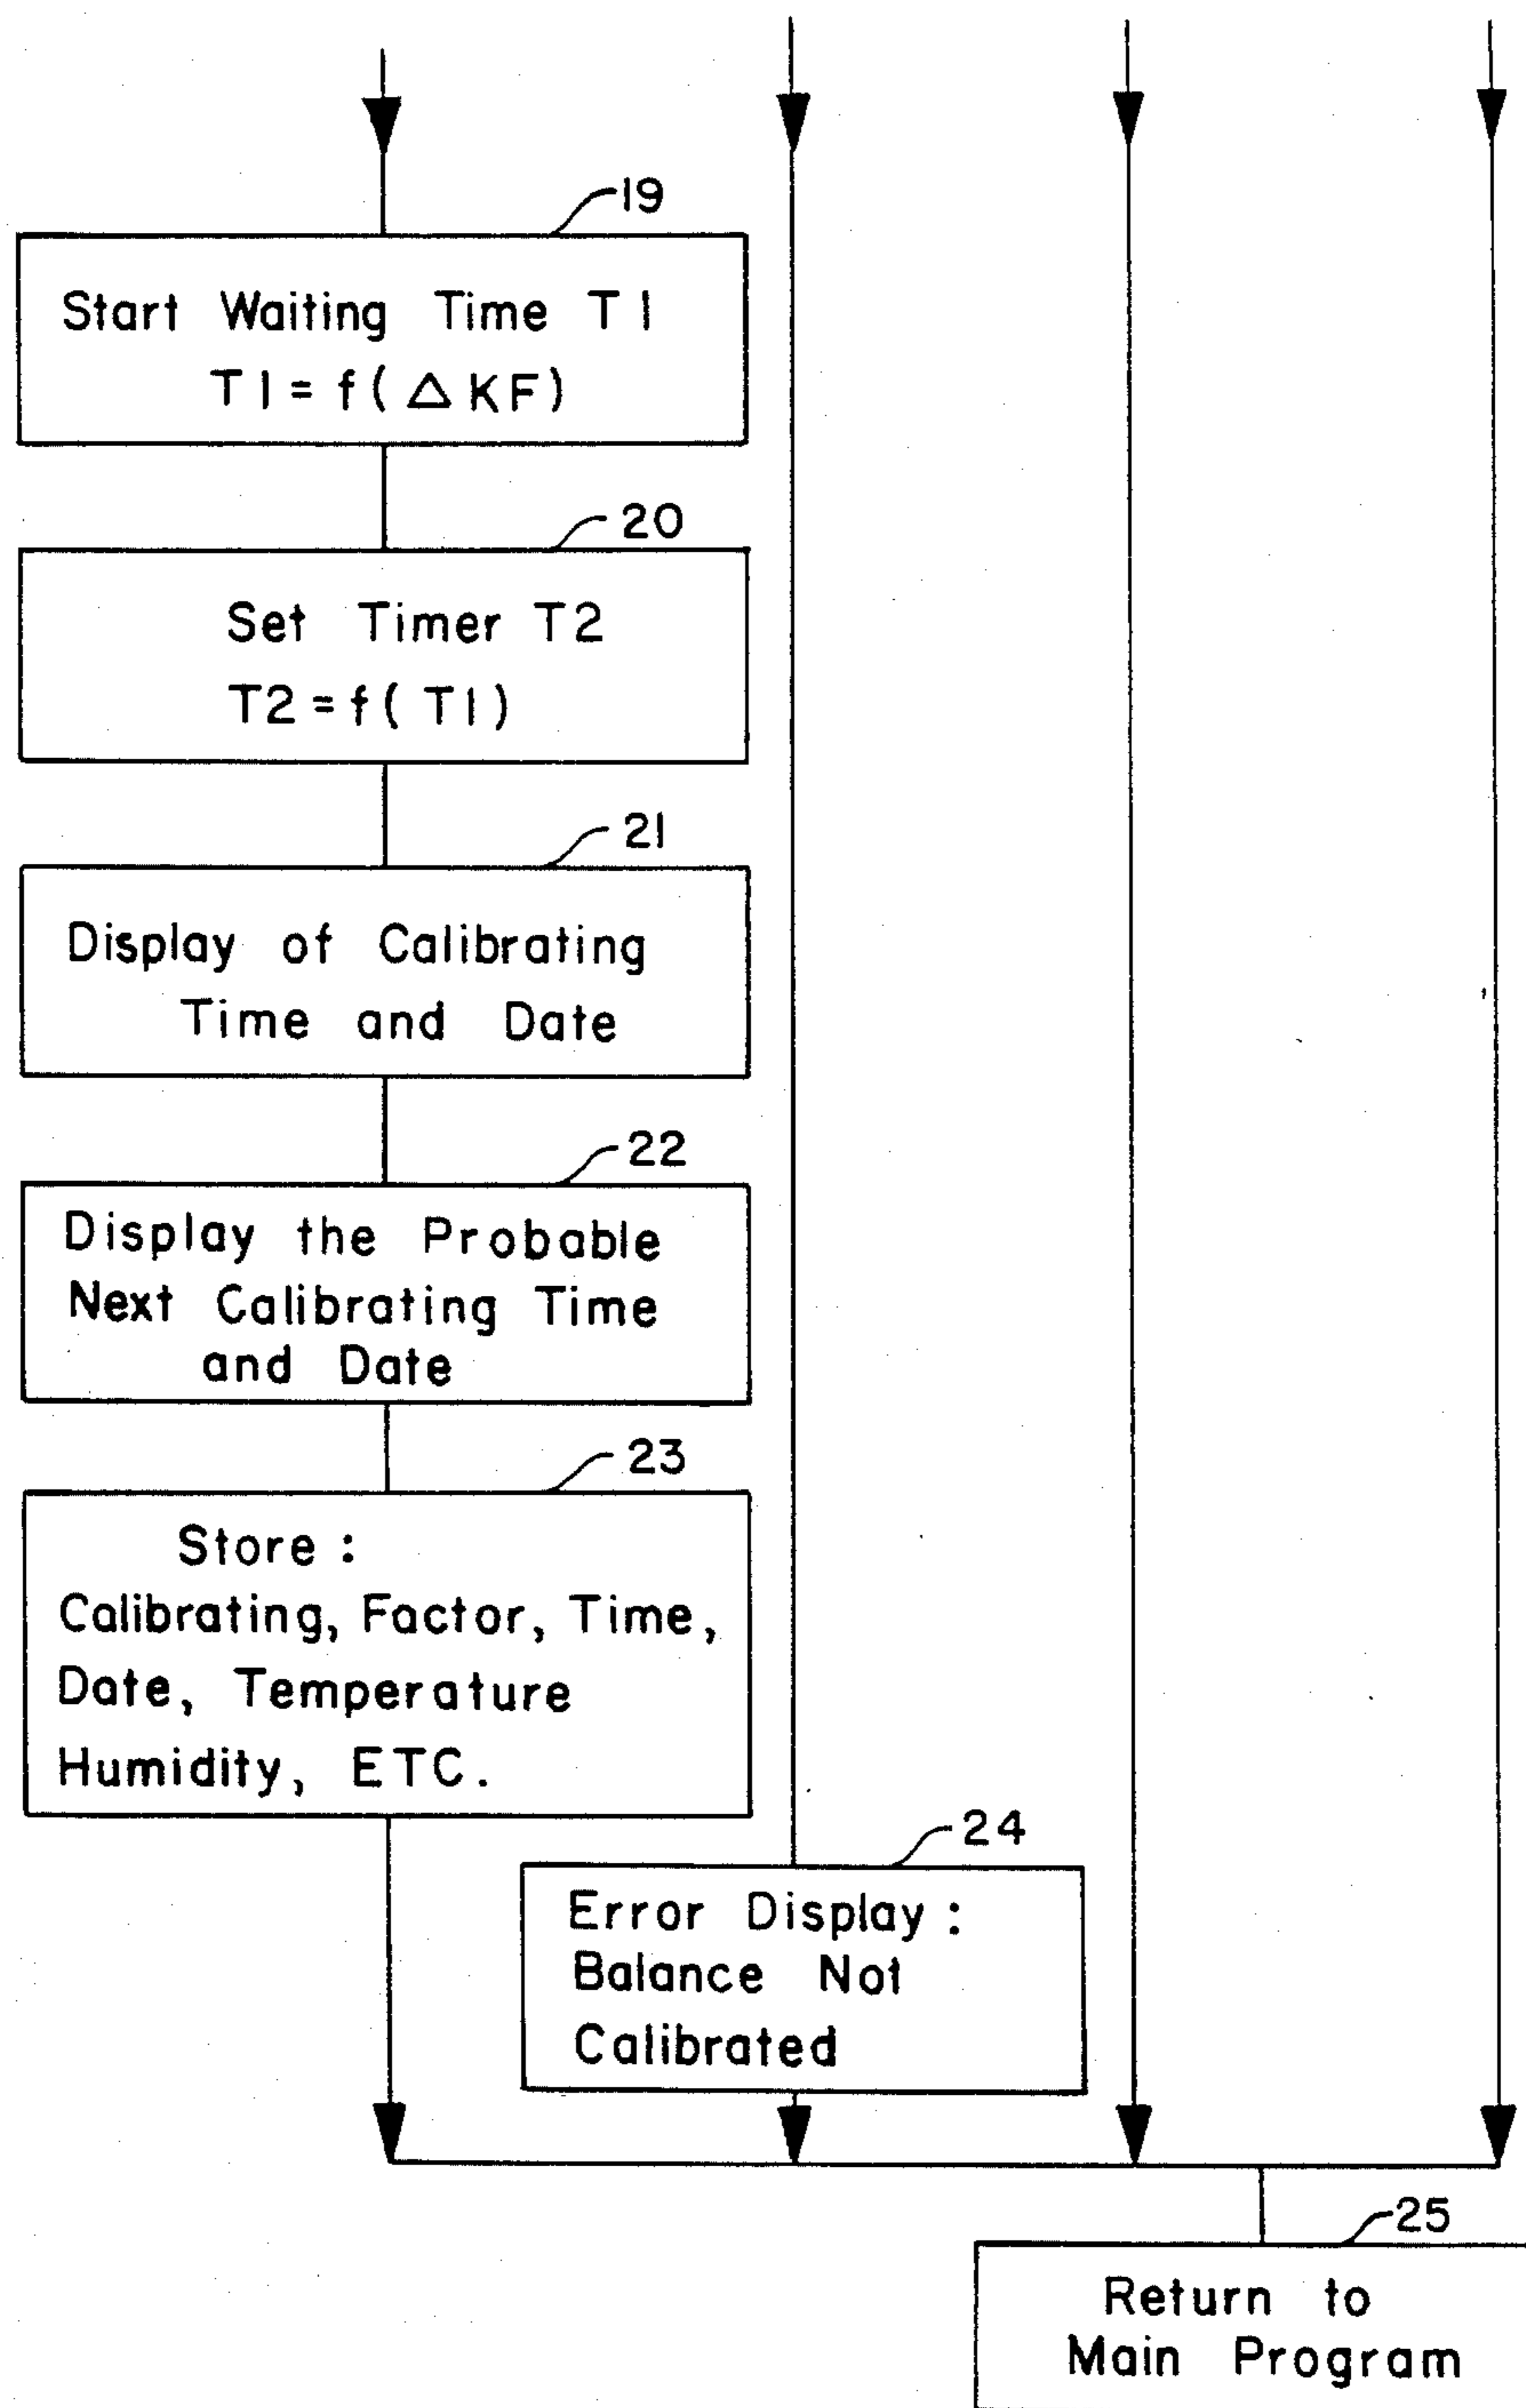 19
Start Waiting Time T1
T1 = f( △ KF)
20
Set Timer T2
T2 = f( T1)
21
Display of Calibrating
Time and Date
22
Display the Probable
Next Calibrating Time
and Date
23
Store :
Calibrating, Factor, Time,
Date, Temperature
Humidity, ETC.
24
Error Display :
Balance Not
Calibrated
25
Return to
Main Program